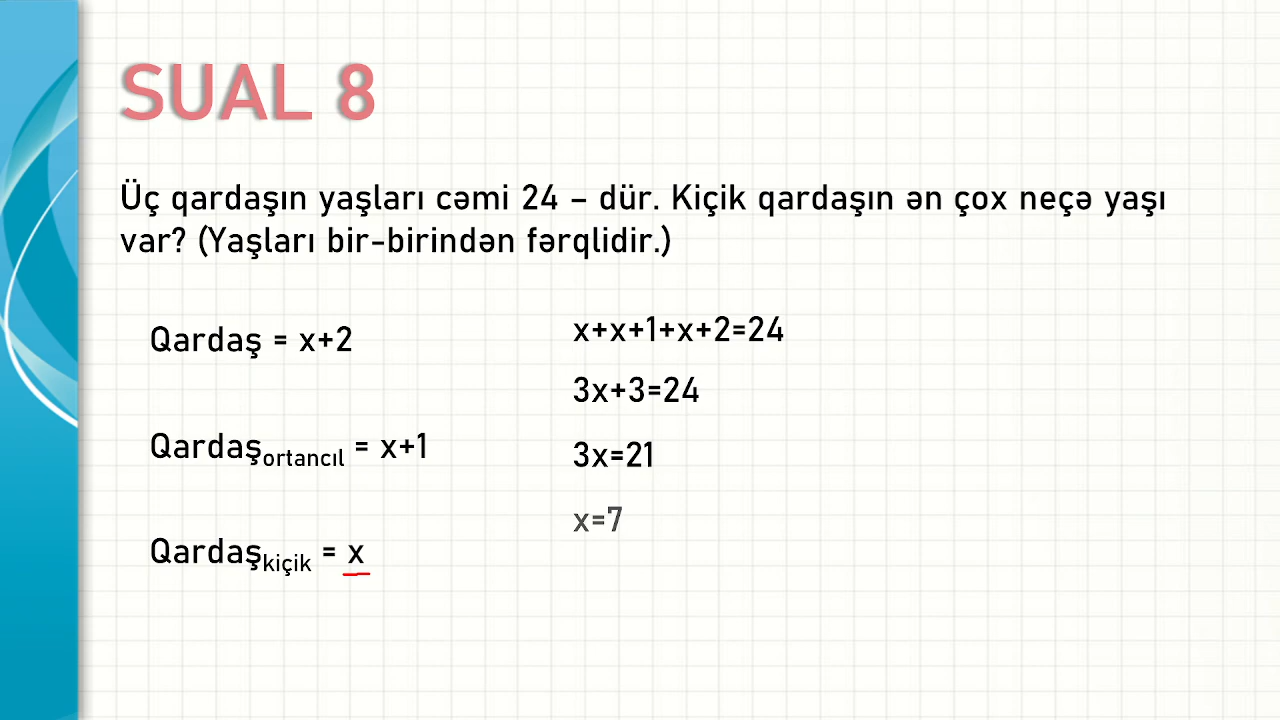 SUAL 8
Üç qardaşın yaşları cəmi 24 – dür. Kiçik qardaşın ən çox neçə yaşı
var? (Yaşları bir-birindən fərqlidir.)
Qardaş = x+2
Qardaşortancıl = x+1
Qardaşkiçik = x
x+x+1+x+2=24
3x+3=24
3x=21
x=7